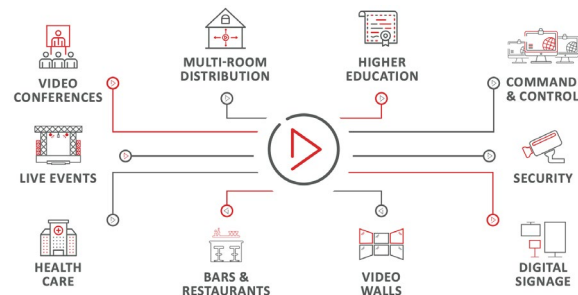 VIDEO
CONFERENCES
MULTI-ROOM
DISTRIBUTION
HIGHER
EDUCATION
COMMAND
& CONTROL
LIVE EVENTS
SECURITY
HEALTH
CARE
BARS &
RESTAURANTS
VIDEO
WALLS
DIGITAL
SIGNAGE